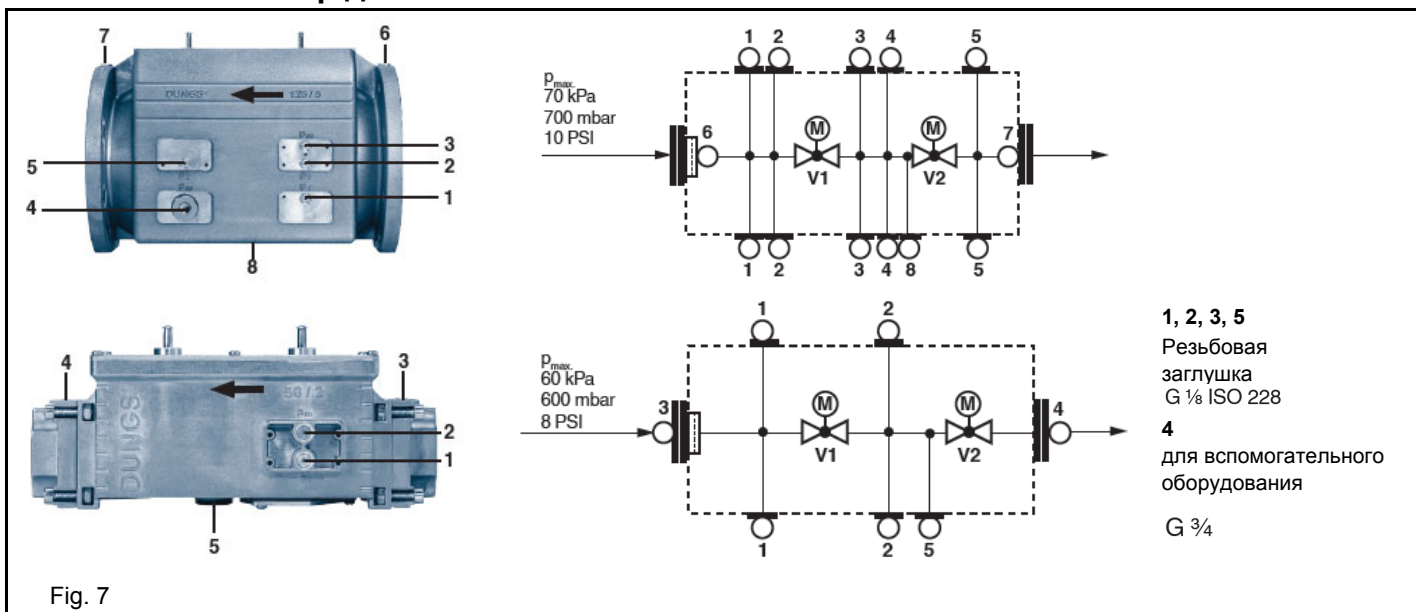 7
6
DUNGS
125 / 5
5
3
2
4
1
8
p max.
70 kPa
700 mbar
10 PSI
1 2 3 4 5
6 M M 7
V1 V2
1 2 3 4 8 5
4
3
DUNGS
2
1
5
p max.
60 kPa
600 mbar
8 PSI
1 2
3 M M 4
V1 V2
1 2 5
1, 2, 3, 5
Резьбовая
заглушка
G ⅛ ISO 228
4
для вспомогательного
оборудования
G ¾
Fig. 7